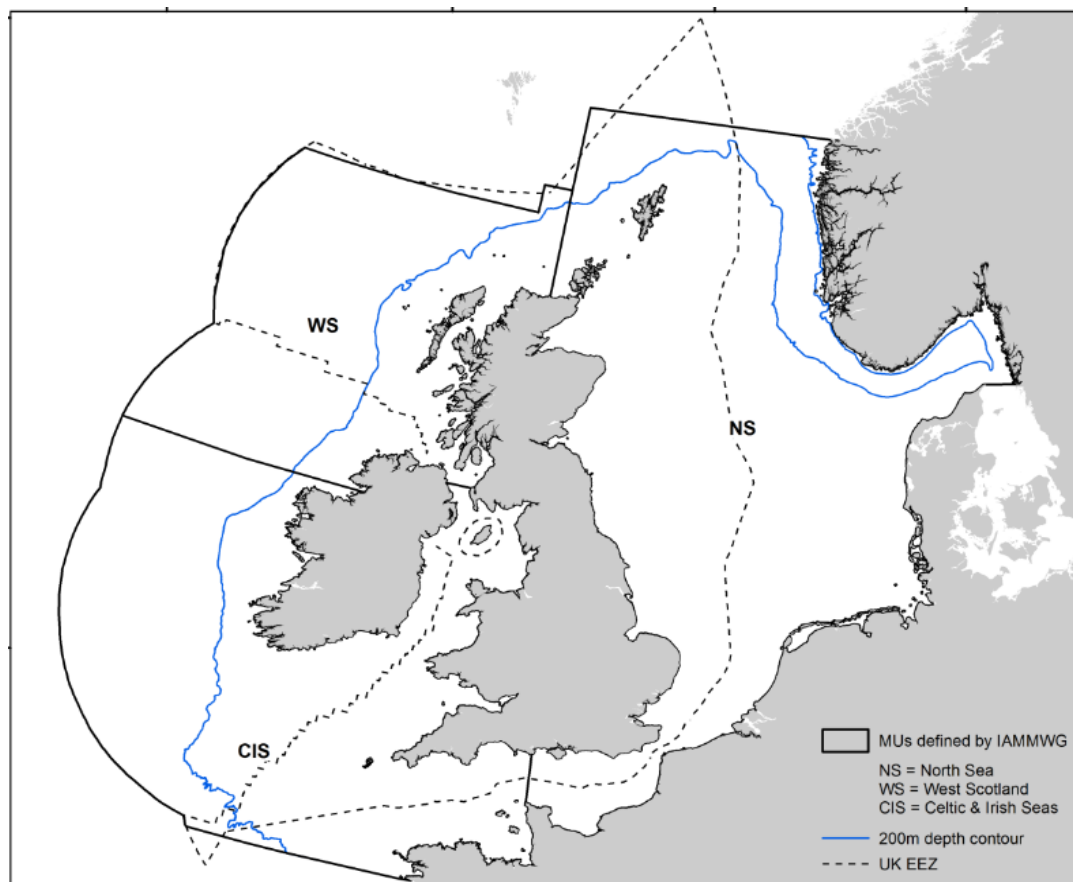 WS
NS
CIS
MUs defined by IAMMWG
NS = North Sea
WS = West Scotland
CIS = Celtic & Irish Seas
200m depth contour
UK EEZ